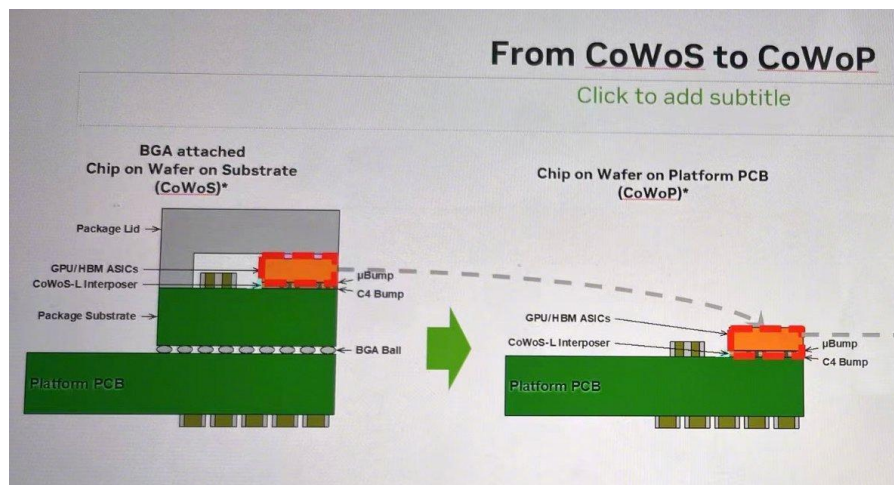 From CoWoS to CoWoP
Click to add subtitle
BGA attached
Chip on Wafer on Substrate
(CoWoS)*
Package Lid
GPU/HBM ASICs
CoWoS-L Interposer
Package Substrate
µBump
C4 Bump
BGA Ball
Platform PCB
Chip on Wafer on Platform PCB
(CoWoP)*
GPU/HBM ASICs
CoWoS-L Interposer
µBump
C4 Bump
Platform PCB